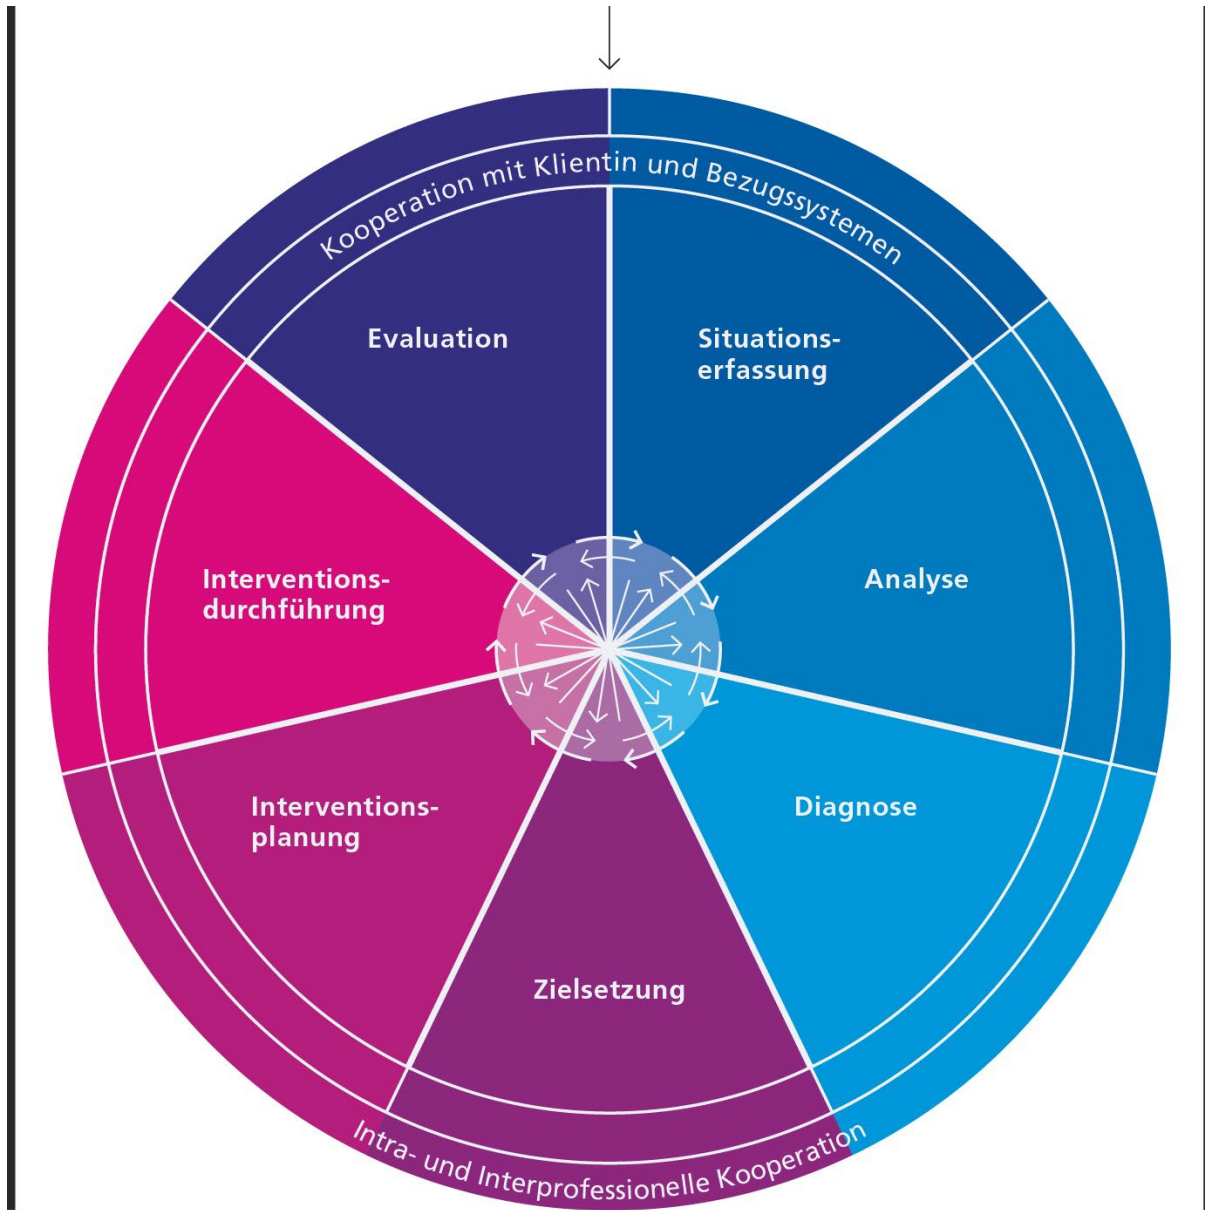 Kooperation mit Klientin und Bezugssystemen
Evaluation
Situations-
erfassung
Interventions-
durchführung
Analyse
Interventions-
planung
Diagnose
Zielsetzung
Intra- und Interprofessionelle Kooperation